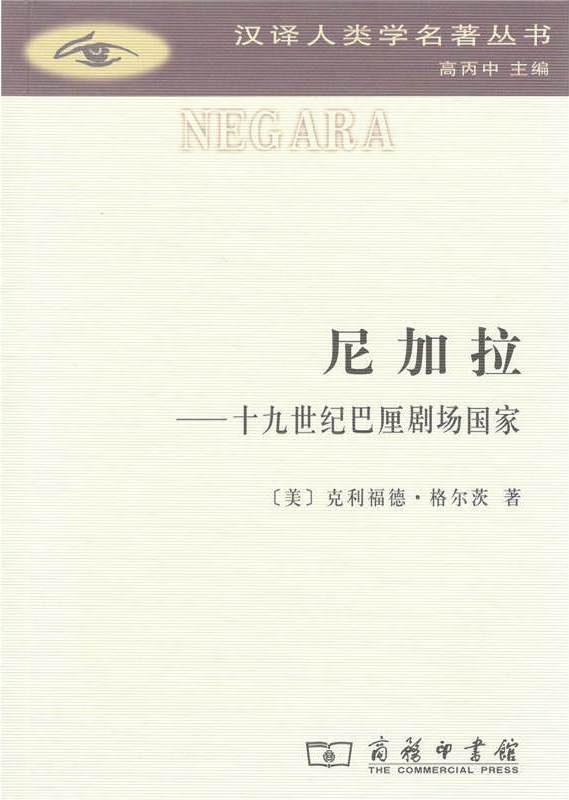 汉译人类学名著丛书
高丙中 主编
NEGARA
尼加拉
——十九世纪巴厘剧场国家
〔美〕克利福德·格尔茨 著
商務印書館
THE COMMERCIAL PRESS